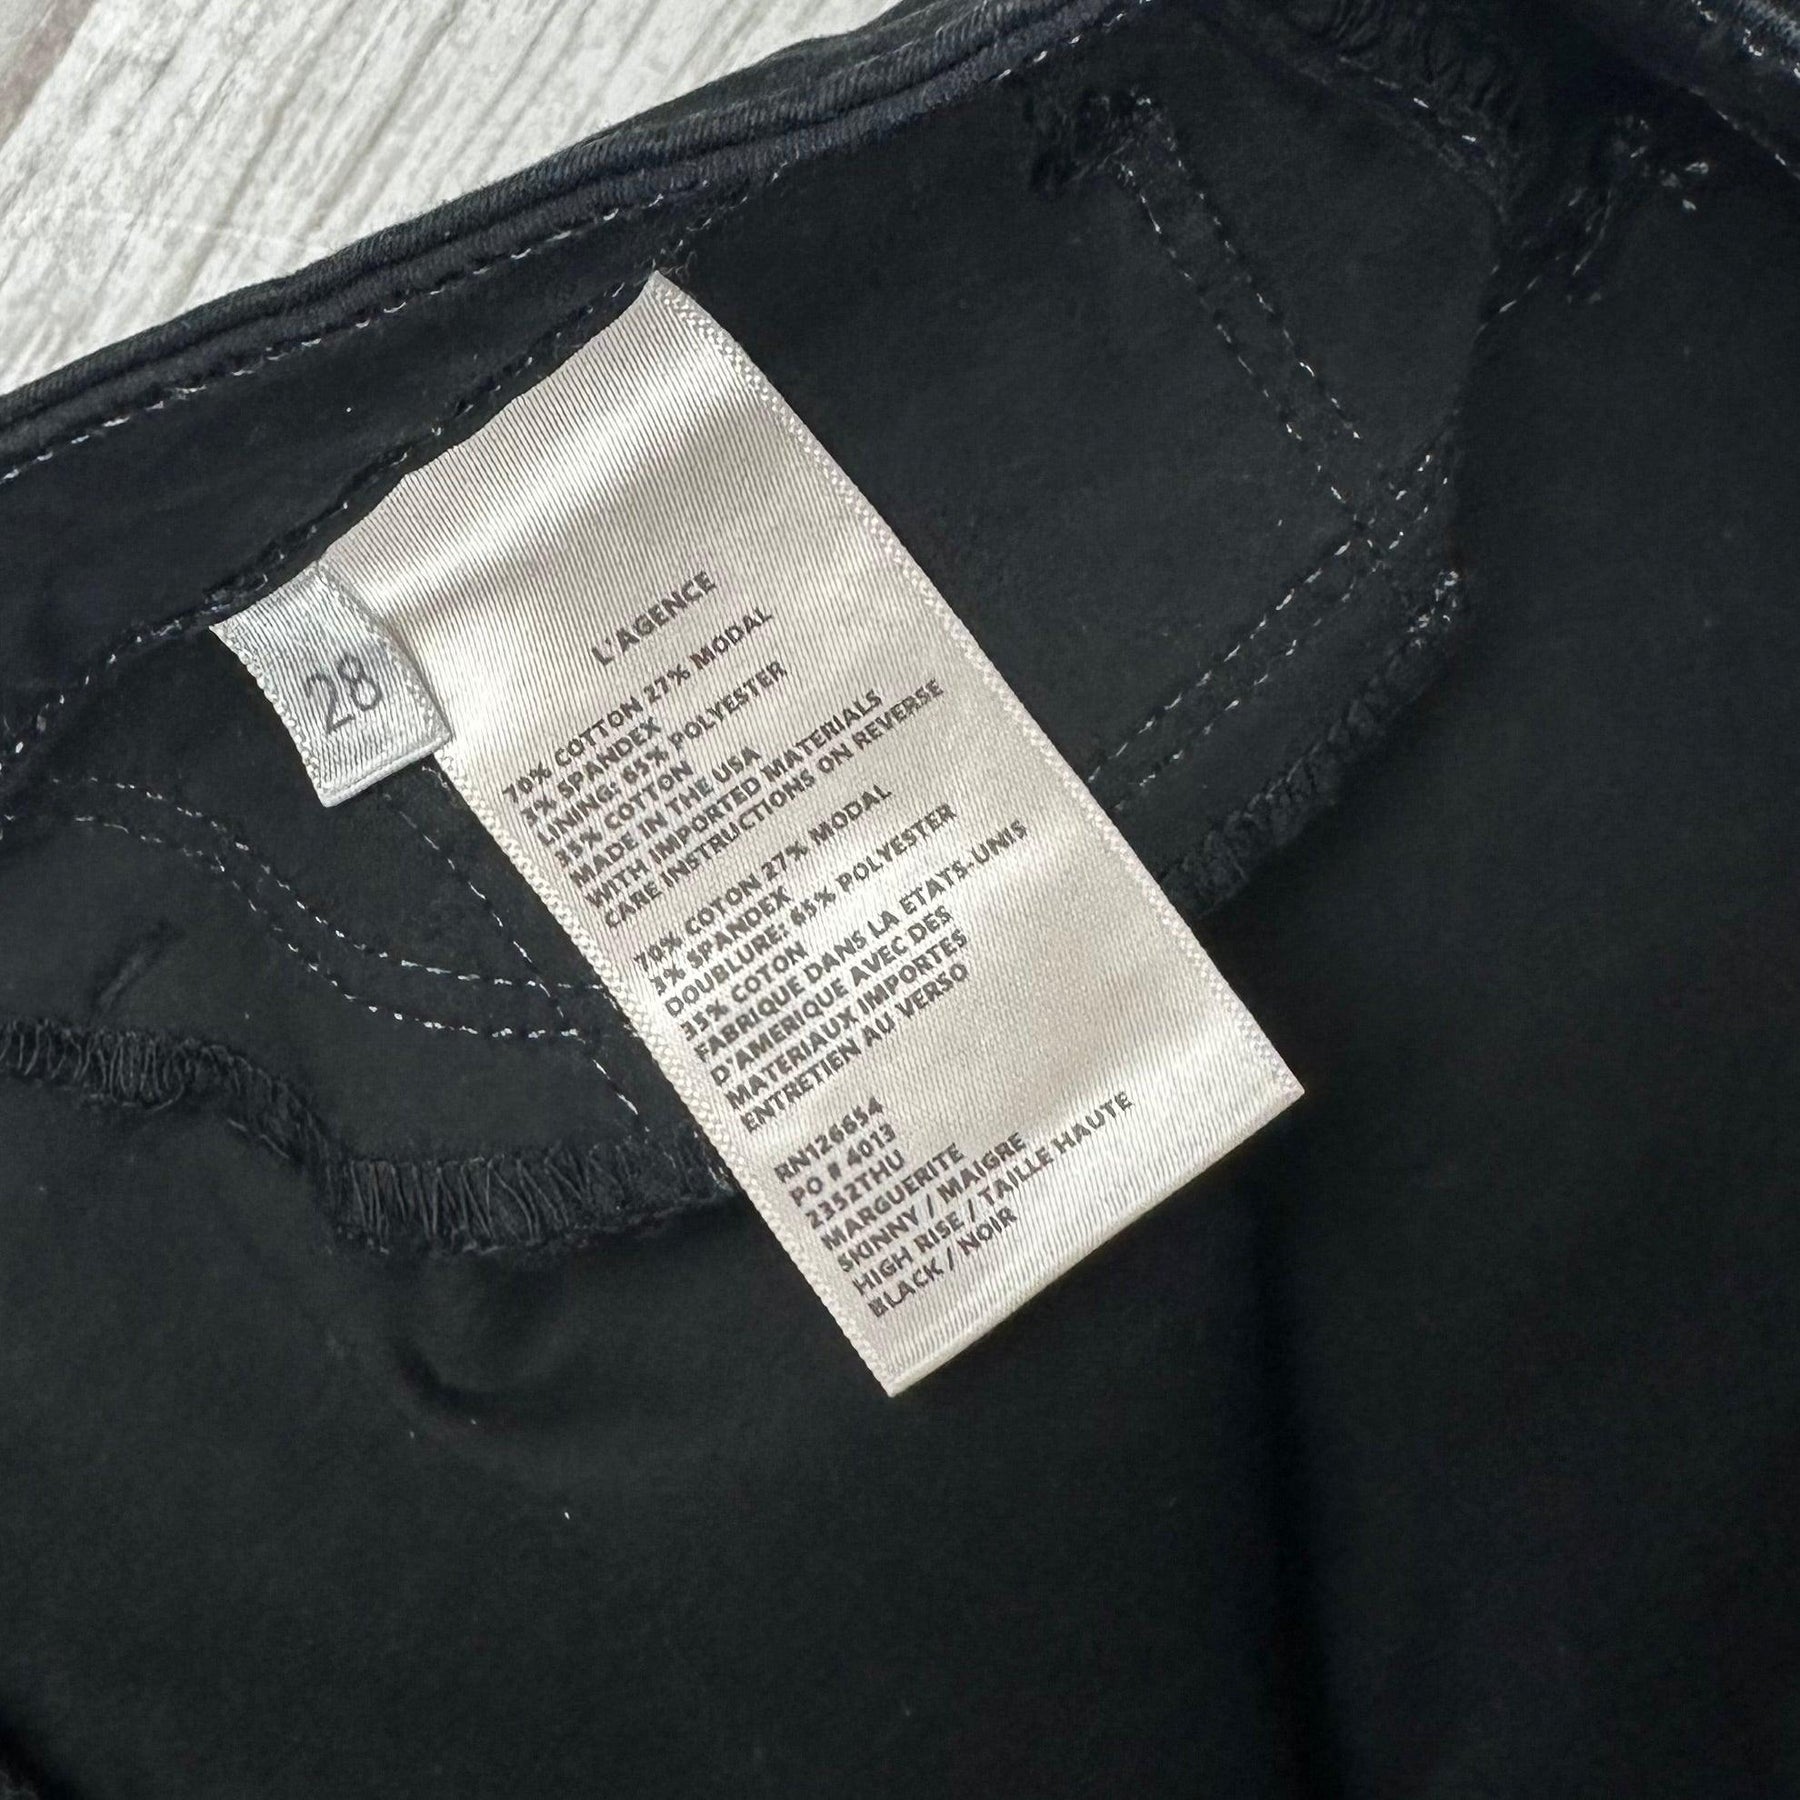 28
L'AGENCE
70% COTTON 27% MODAL
3% SPANDEX
LINING: 65% POLYESTER
35% COTTON
MADE IN THE USA
WITH IMPORTED MATERIALS
CARE INSTRUCTIONS ON REVERSE
70% COTON 27% MODAL
3% SPANDEX
DOUBLURE: 65% POLYESTER
35% COTON
FABRIQUE DANS LA ETATS-UNIS
D'AMERIQUE AVEC DES
MATERIAUX IMPORTES
ENTRETIEN AU VERSO
RN126654
PO # 4013
2352THU
MARGUERITE
SKINNY / MAIGRE
HIGH RISE / TAILLE HAUTE
BLACK / NOIR